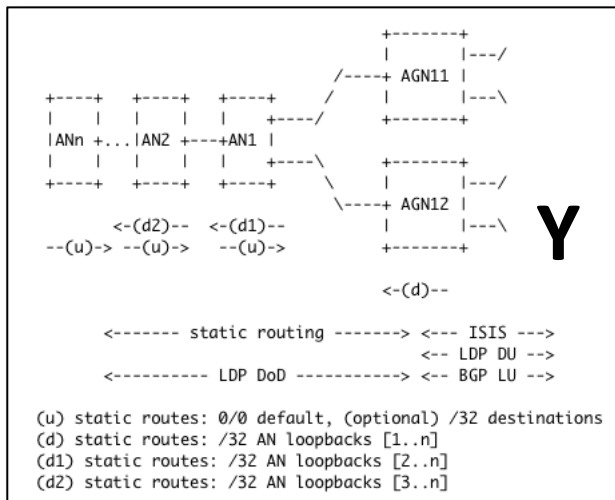 +-------+
| |---/
/----+ AGN11 |
+----+ +----+ +----+ / | |---\
| | | | | +----/ +-------+
|ANn +...|AN2 +---+AN1 |
| | | | | +----\ +-------+
+----+ +----+ +----+ \ | |---/
\----+ AGN12 |
<-(d2)-- <-(d1)-- | |---\
--(u)-> --(u)-> --(u)-> +-------+
Y
<-(d)--
<------- static routing -------> <--- ISIS --->
<-- LDP DU -->
<---------- LDP DoD ----------> <-- BGP LU -->
(u) static routes: 0/0 default, (optional) /32 destinations
(d) static routes: /32 AN loopbacks [1..n]
(d1) static routes: /32 AN loopbacks [2..n]
(d2) static routes: /32 AN loopbacks [3..n]